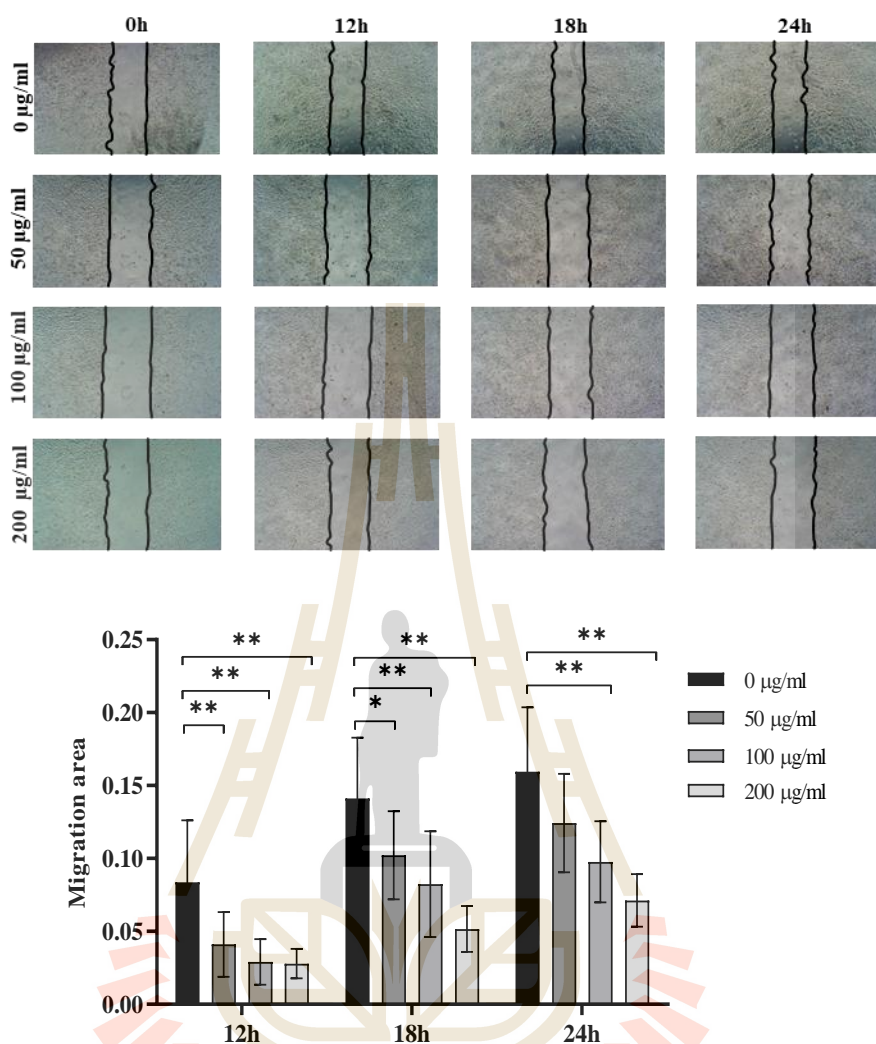 0h 12h 18h 24h
0 µg/ml
50 µg/ml
100 µg/ml
200 µg/ml
Migration area
0.25
0.20
0.15
0.10
0.05
0.00
** ** **
** ** **
** *
12h 18h 24h
0 µg/ml
50 µg/ml
100 µg/ml
200 µg/ml